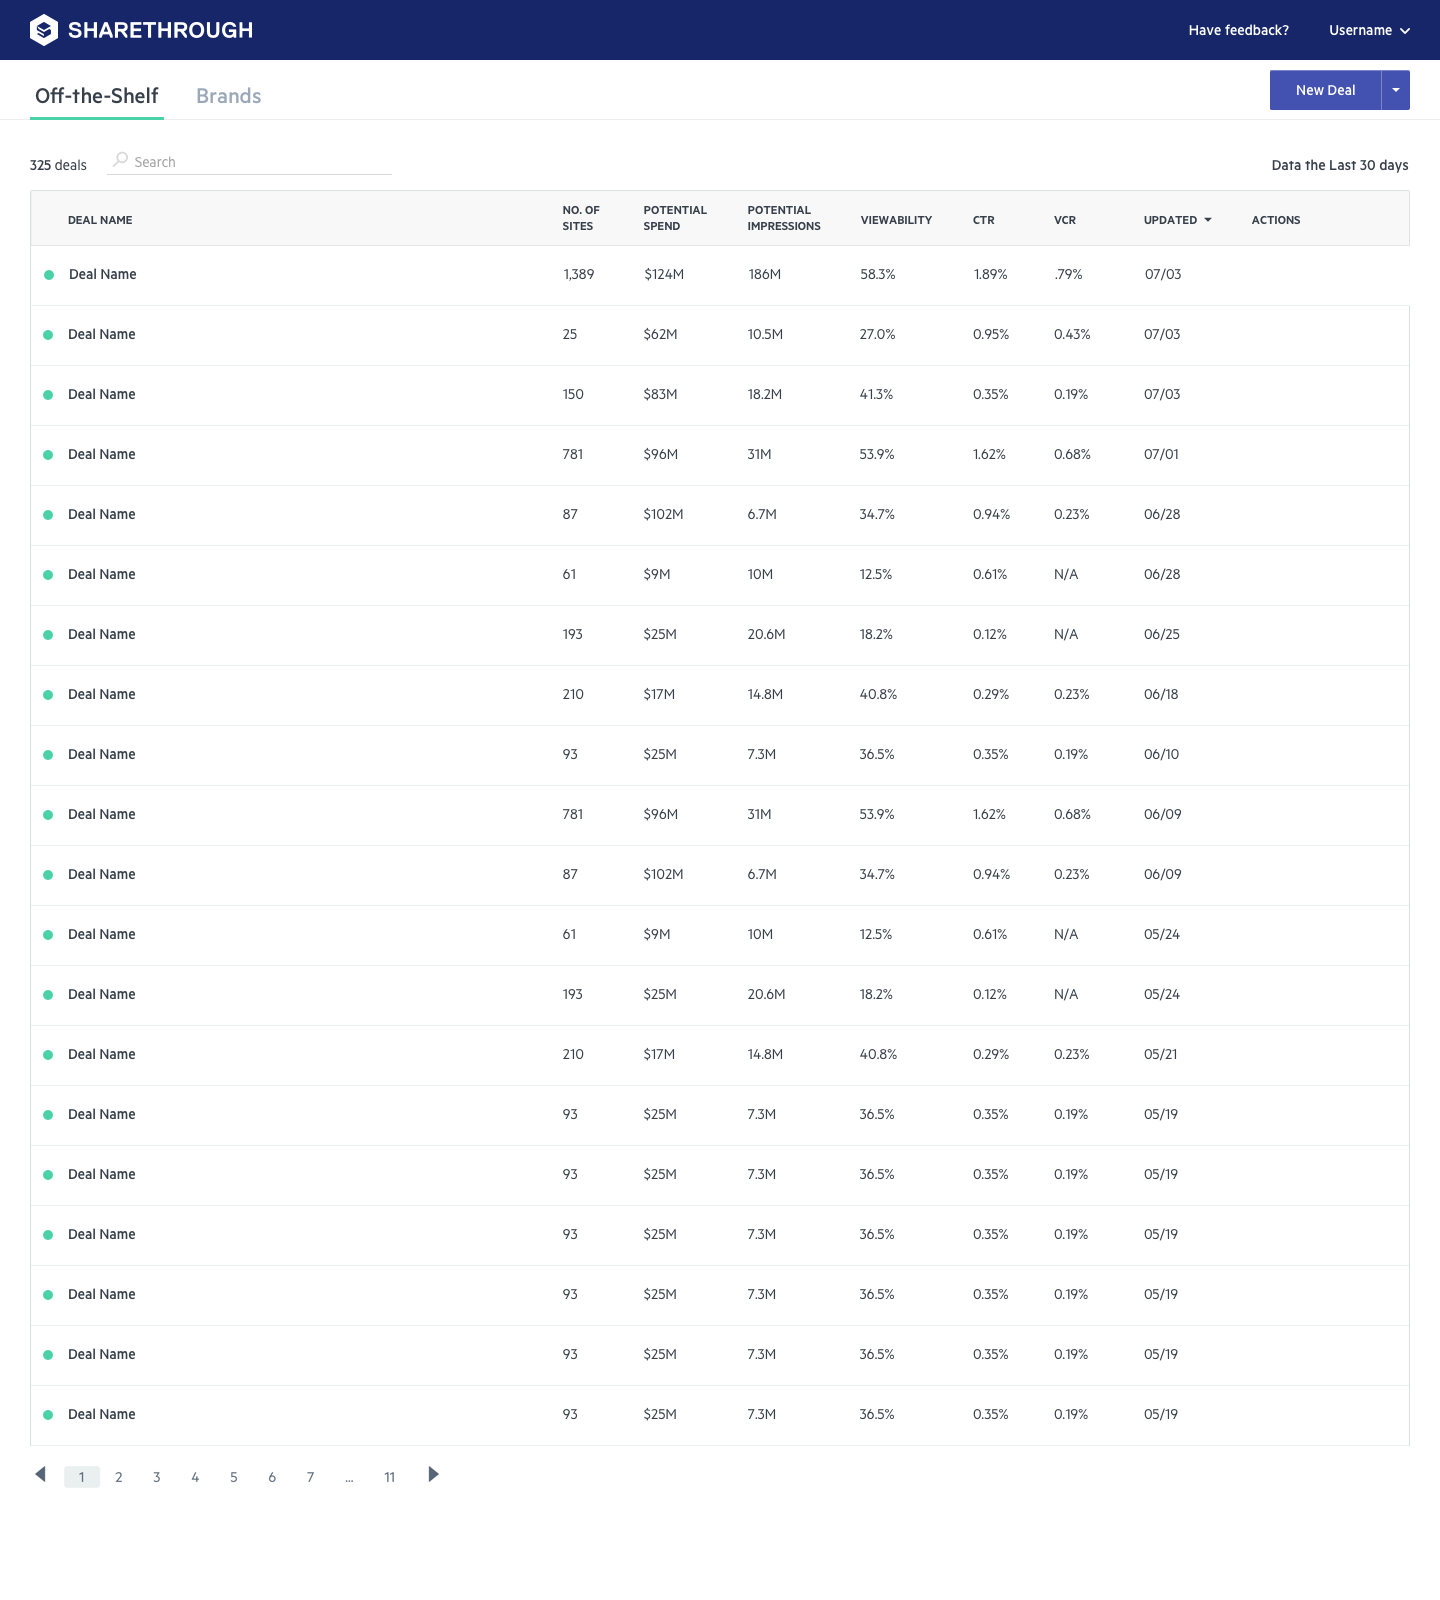 SHARETHROUGH Have feedback? Username
Off-the-Shelf Brands New Deal
325 deals Search Data the Last 30 days
DEAL NAME NO. OF SITES POTENTIAL SPEND POTENTIAL IMPRESSIONS VIEWABILITY CTR VCR UPDATED ACTIONS
Deal Name 1,389 $124M 186M 58.3% 1.89% .79% 07/03
Deal Name 25 $62M 10.5M 27.0% 0.95% 0.43% 07/03
Deal Name 150 $83M 18.2M 41.3% 0.35% 0.19% 07/03
Deal Name 781 $96M 31M 53.9% 1.62% 0.68% 07/01
Deal Name 87 $102M 6.7M 34.7% 0.94% 0.23% 06/28
Deal Name 61 $9M 10M 12.5% 0.61% N/A 06/28
Deal Name 193 $25M 20.6M 18.2% 0.12% N/A 06/25
Deal Name 210 $17M 14.8M 40.8% 0.29% 0.23% 06/18
Deal Name 93 $25M 7.3M 36.5% 0.35% 0.19% 06/10
Deal Name 781 $96M 31M 53.9% 1.62% 0.68% 06/09
Deal Name 87 $102M 6.7M 34.7% 0.94% 0.23% 06/09
Deal Name 61 $9M 10M 12.5% 0.61% N/A 05/24
Deal Name 193 $25M 20.6M 18.2% 0.12% N/A 05/24
Deal Name 210 $17M 14.8M 40.8% 0.29% 0.23% 05/21
Deal Name 93 $25M 7.3M 36.5% 0.35% 0.19% 05/19
Deal Name 93 $25M 7.3M 36.5% 0.35% 0.19% 05/19
Deal Name 93 $25M 7.3M 36.5% 0.35% 0.19% 05/19
Deal Name 93 $25M 7.3M 36.5% 0.35% 0.19% 05/19
Deal Name 93 $25M 7.3M 36.5% 0.35% 0.19% 05/19
Deal Name 93 $25M 7.3M 36.5% 0.35% 0.19% 05/19
1 2 3 4 5 6 7 ... 11